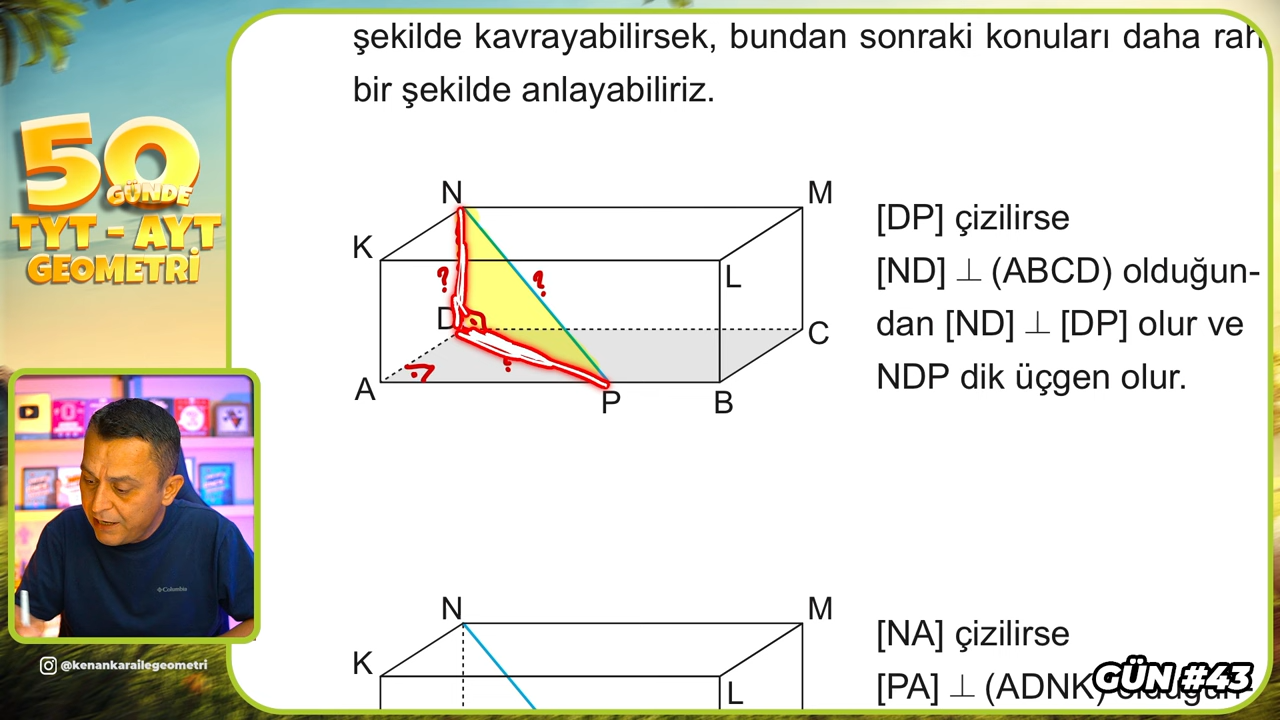 şekilde kavrayabilirsek, bundan sonraki konuları daha rah
bir şekilde anlayabiliriz.
50
GÜNDE
TYT - AYT
GEOMETRİ
N
M
K
L
D
C
A
P
B
?
?
?
?
[DP] çizilirse
[ND] ⊥ (ABCD) olduğun-
dan [ND] ⊥ [DP] olur ve
NDP dik üçgen olur.
Columbia
@kenankarailegeometri
N
M
K
L
[NA] çizilirse
[PA] ⊥ (ADNK) olduğun-
GÜN #43